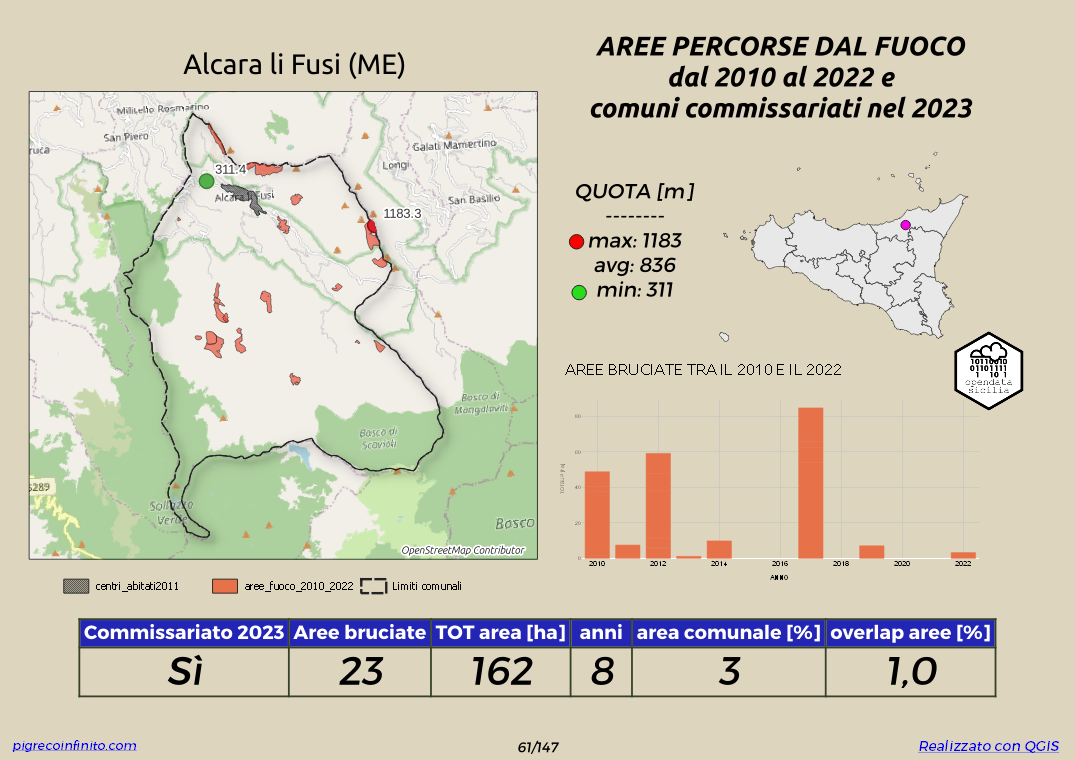 Alcara li Fusi (ME)
AREE PERCORSE DAL FUOCO
dal 2010 al 2022 e
comuni commissariati nel 2023
Militello Rosmarino
San Piero
Galati Mamertino
ruca
Longi
311.4
Alcara li Fusi
San Basilio
1183.3
Bosco di
Mangalaviti
Bosco di
Scavioli
S289
Sollazzo
Verde
Bosco
OpenStreetMap Contributor
QUOTA [m]
--------
max: 1183
avg: 836
min: 311
10110010
01101111
1 10 1
opendata
sicilia
AREE BRUCIATE TRA IL 2010 E IL 2022
80
60
40
20
0
2010 2012 2014 2016 2018 2020 2022
ANNO
centri_abitati2011 aree_fuoco_2010_2022 Limiti comunali
Commissariato 2023 Aree bruciate TOT area [ha] anni area comunale [%] overlap aree [%]
Sì 23 162 8 3 1,0
pigrecoinfinito.com 61/147 Realizzato con QGIS